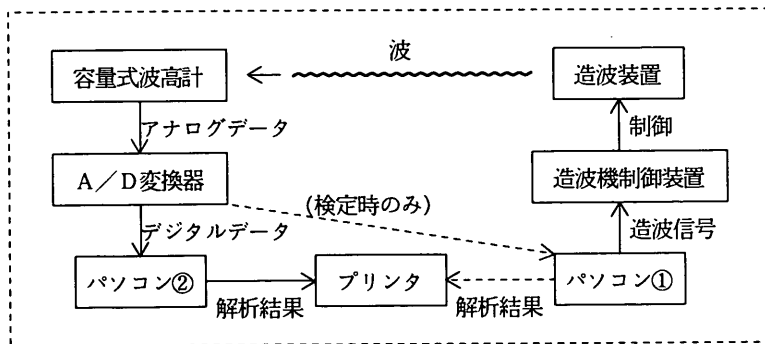 波
容量式波高計
造波装置
アナログデータ
制御
A/D変換器
造波機制御装置
(検定時のみ)
デジタルデータ
造波信号
パソコン②
プリンタ
パソコン①
解析結果
解析結果